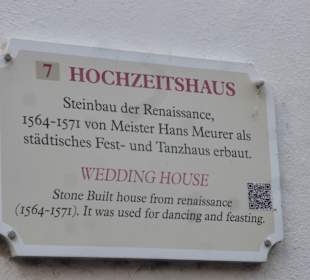 7 HOCHZEITSHAUS
Steinbau der Renaissance,
1564-1571 von Meister Hans Meurer als
städtisches Fest- und Tanzhaus erbaut.
WEDDING HOUSE
Stone Built house from renaissance
(1564-1571). It was used for dancing and feasting.